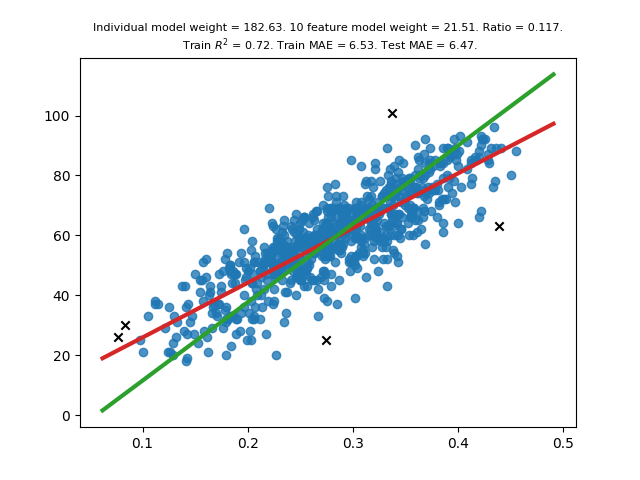 Individual model weight = 182.63. 10 feature model weight = 21.51. Ratio = 0.117.
Train R² = 0.72. Train MAE = 6.53. Test MAE = 6.47.
100
80
60
40
20
0
0.1 0.2 0.3 0.4 0.5